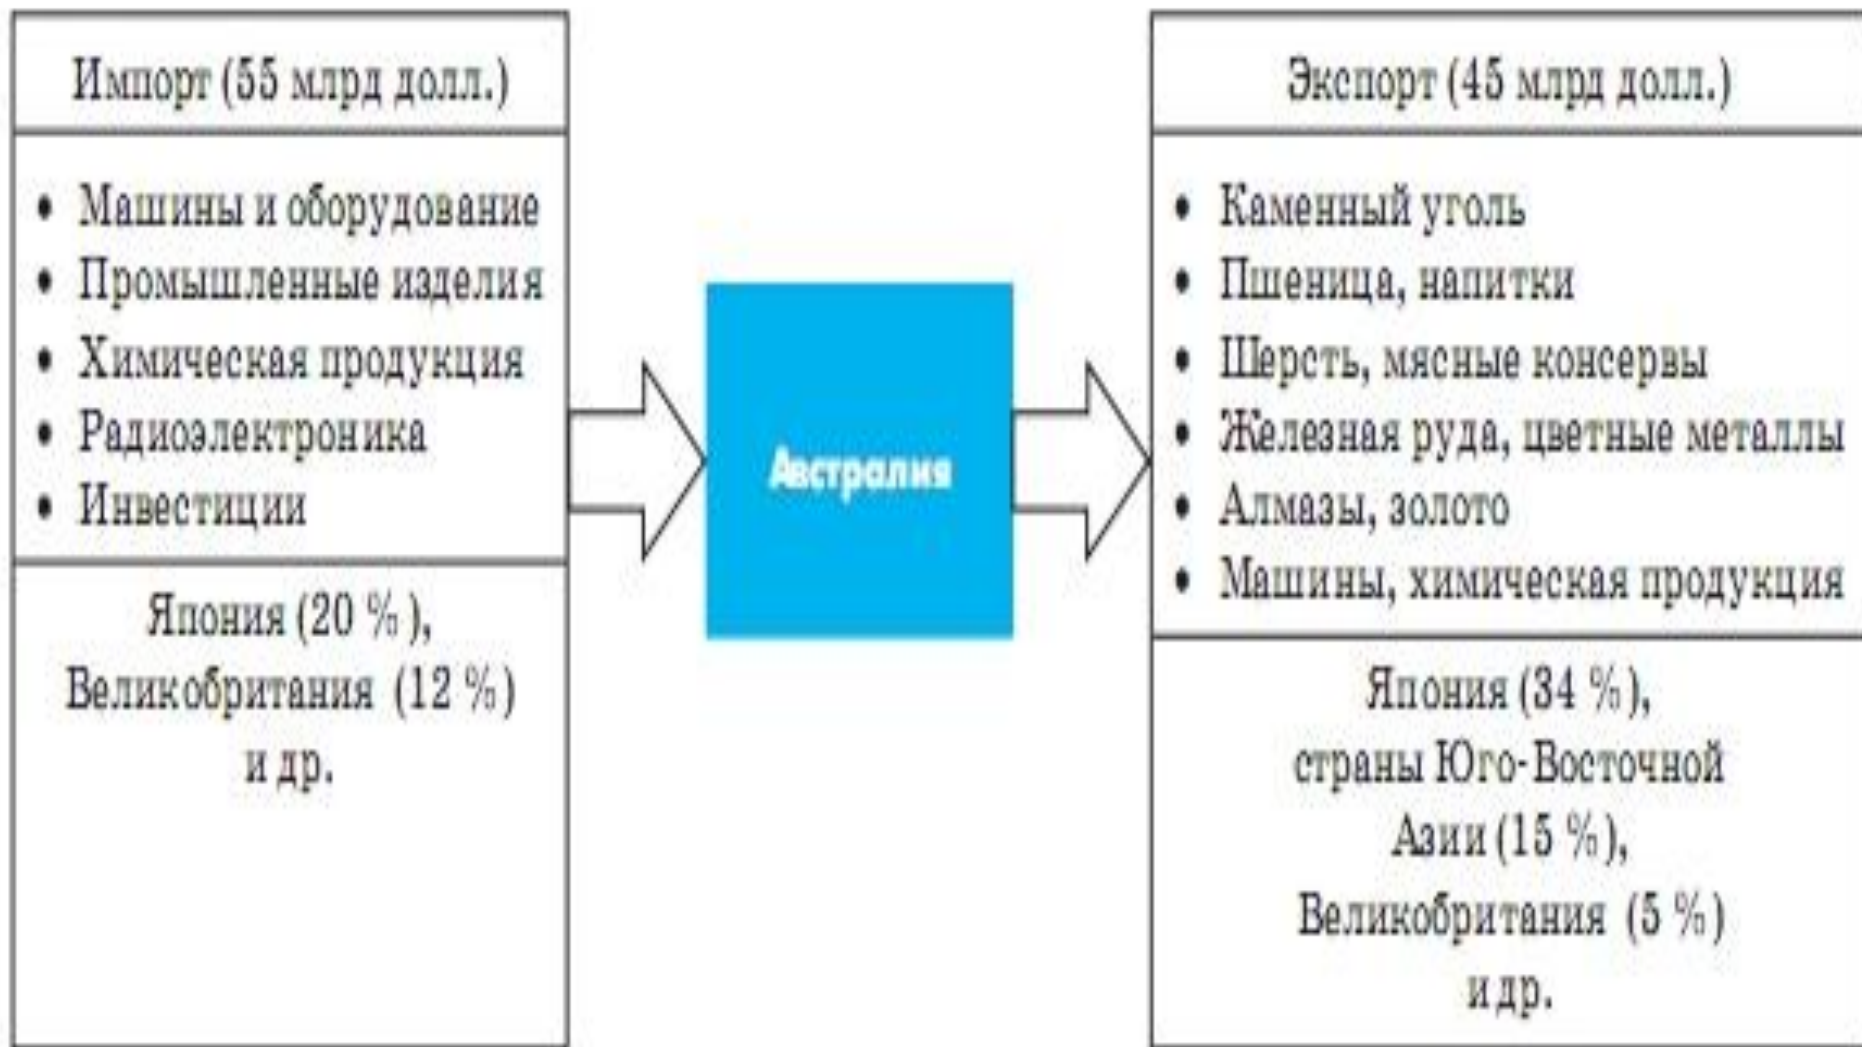 Импорт (55 млрд долл.)
• Машины и оборудование
• Промышленные изделия
• Химическая продукция
• Радиоэлектроника
• Инвестиции
Япония (20 %),
Великобритания (12 %)
и др.
Австралия
Экспорт (45 млрд долл.)
• Каменный уголь
• Пшеница, напитки
• Шерсть, мясные консервы
• Железная руда, цветные металлы
• Алмазы, золото
• Машины, химическая продукция
Япония (34 %),
страны Юго-Восточной
Азии (15 %),
Великобритания (5 %)
и др.